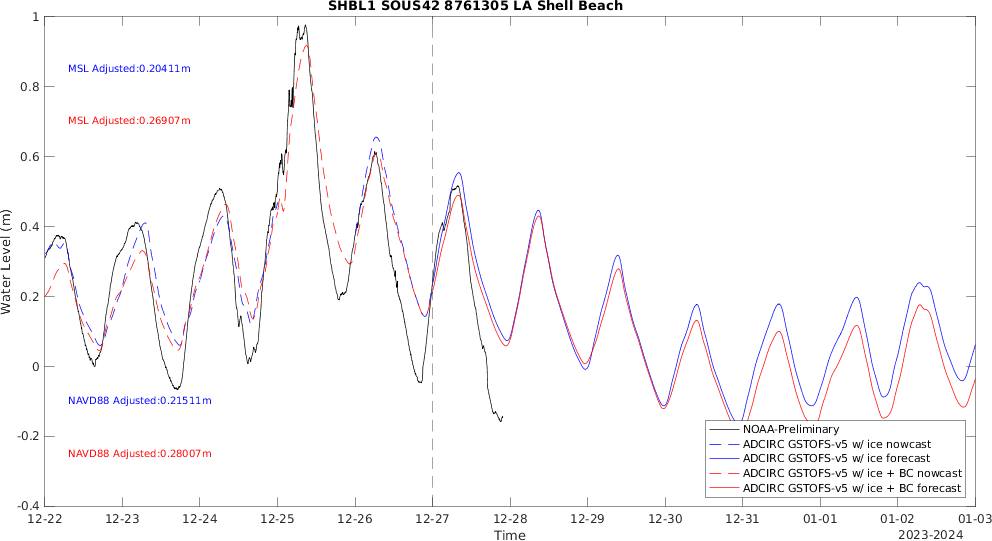 SHBL1 SOUS42 8761305 LA Shell Beach
Water Level (m)
1
0.8
0.6
0.4
0.2
0
-0.2
-0.4
MSL Adjusted:0.20411m
MSL Adjusted:0.26907m
NAVD88 Adjusted:0.21511m
NAVD88 Adjusted:0.28007m
NOAA-Preliminary
ADCIRC GSTOFS-v5 w/ ice nowcast
ADCIRC GSTOFS-v5 w/ ice forecast
ADCIRC GSTOFS-v5 w/ ice + BC nowcast
ADCIRC GSTOFS-v5 w/ ice + BC forecast
12-22 12-23 12-24 12-25 12-26 12-27 12-28 12-29 12-30 12-31 01-01 01-02 01-03
Time
2023-2024